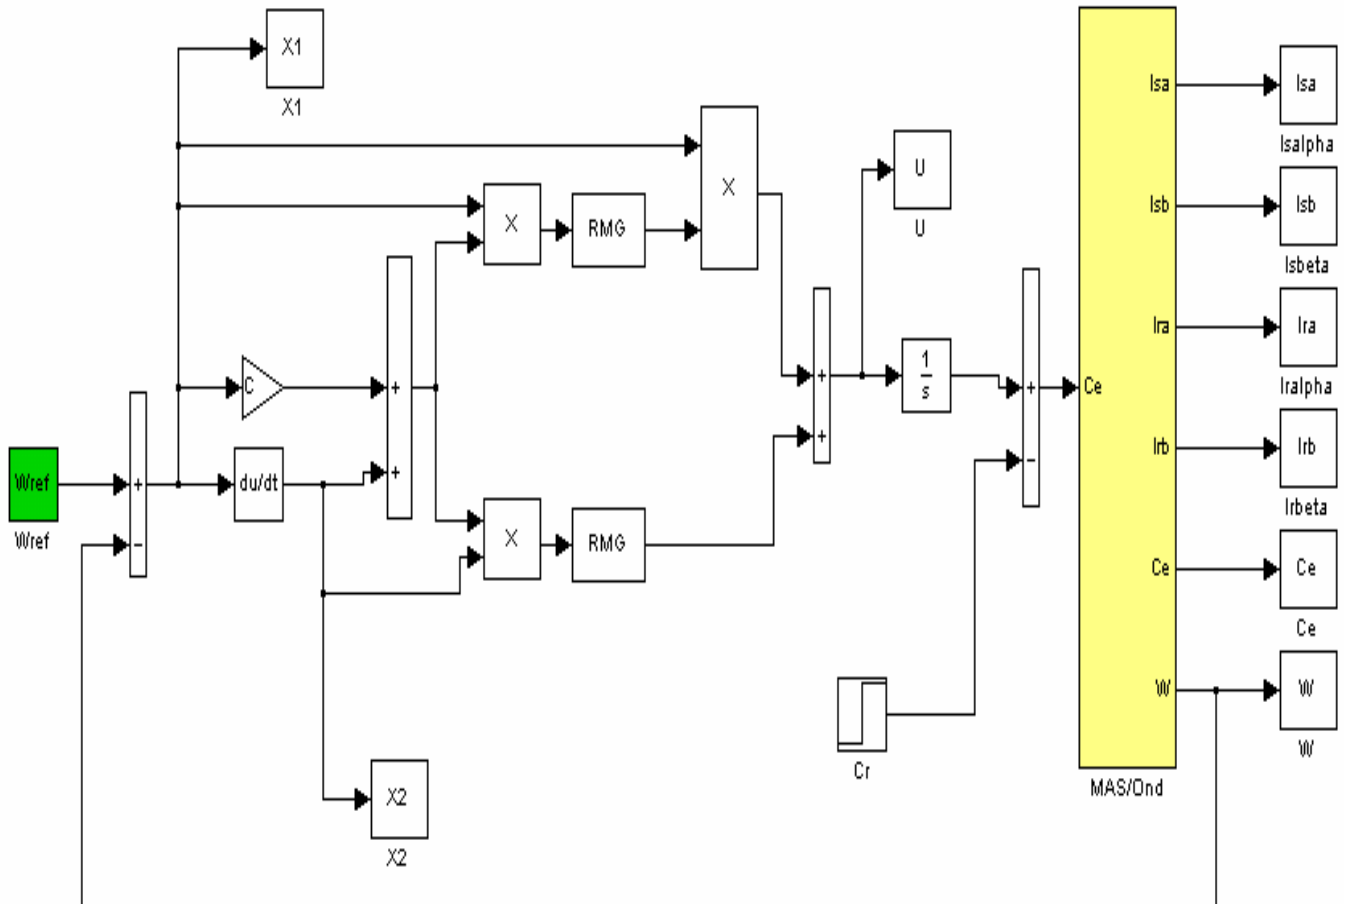 X1
X1
Isa
Isa
Isalpha
X
U
U
Isb
Isb
Isbeta
X
RMG
Ira
Ira
Iralpha
C
+
+
1
s
+
+
Ce
Wref
Wref
+
-
du/dt
+
+
-
Irb
Irb
Irbeta
X
RMG
Ce
Ce
Ce
Cr
W
W
W
MAS/Ond
X2
X2